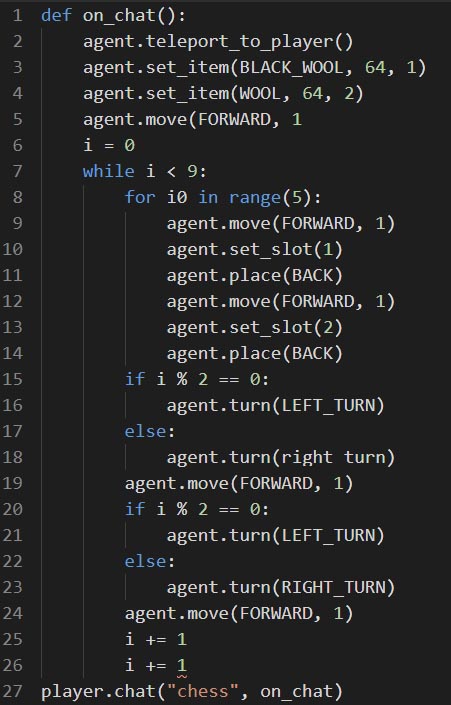 1 def on_chat():
2     agent.teleport_to_player()
3     agent.set_item(BLACK_WOOL, 64, 1)
4     agent.set_item(WOOL, 64, 2)
5     agent.move(FORWARD, 1
6     i = 0
7     while i < 9:
8         for i0 in range(5):
9             agent.move(FORWARD, 1)
10             agent.set_slot(1)
11             agent.place(BACK)
12             agent.move(FORWARD, 1)
13             agent.set_slot(2)
14             agent.place(BACK)
15         if i % 2 == 0:
16             agent.turn(LEFT_TURN)
17         else:
18             agent.turn(right turn)
19         agent.move(FORWARD, 1)
20         if i % 2 == 0:
21             agent.turn(LEFT_TURN)
22         else:
23             agent.turn(RIGHT_TURN)
24         agent.move(FORWARD, 1)
25         i += 1
26         i += 1
27 player.chat("chess", on_chat)